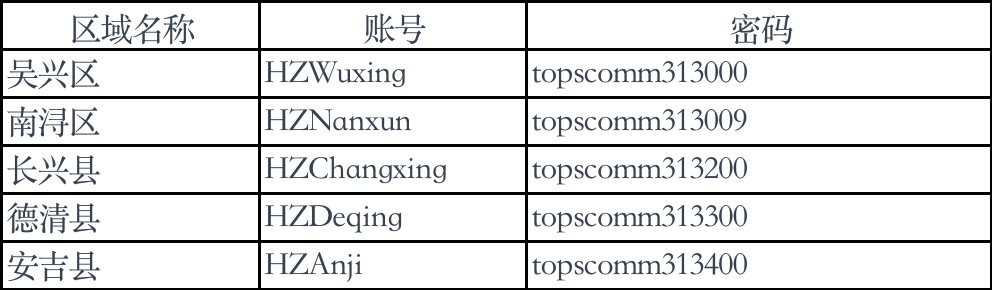 区域名称 账号 密码
吴兴区 HZWuxing topscomm313000
南浔区 HZNanxun topscomm313009
长兴县 HZChangxing topscomm313200
德清县 HZDeqing topscomm313300
安吉县 HZAnji topscomm313400